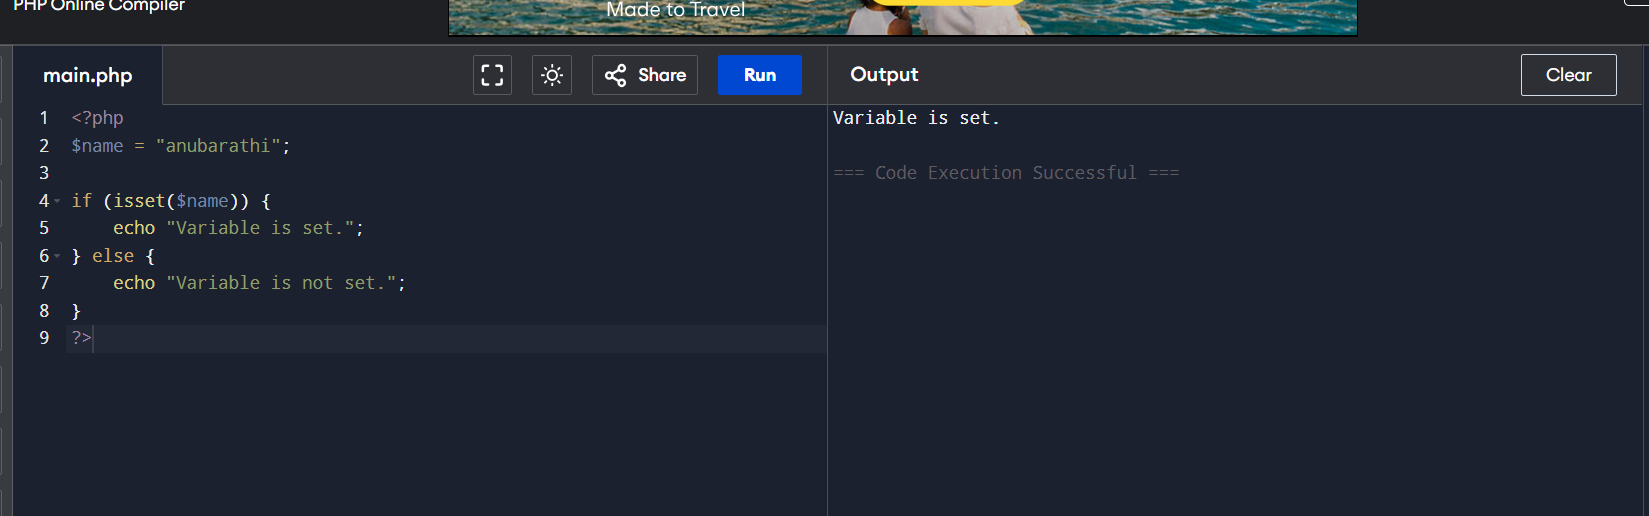 PHP Online Compiler
Made to Travel
main.php
Share
Run
Output
Clear
1 <?php
2 $name = "anubarathi";
3
4 if (isset($name)) {
5     echo "Variable is set.";
6 } else {
7     echo "Variable is not set.";
8 }
9 ?>
Variable is set.
=== Code Execution Successful ===